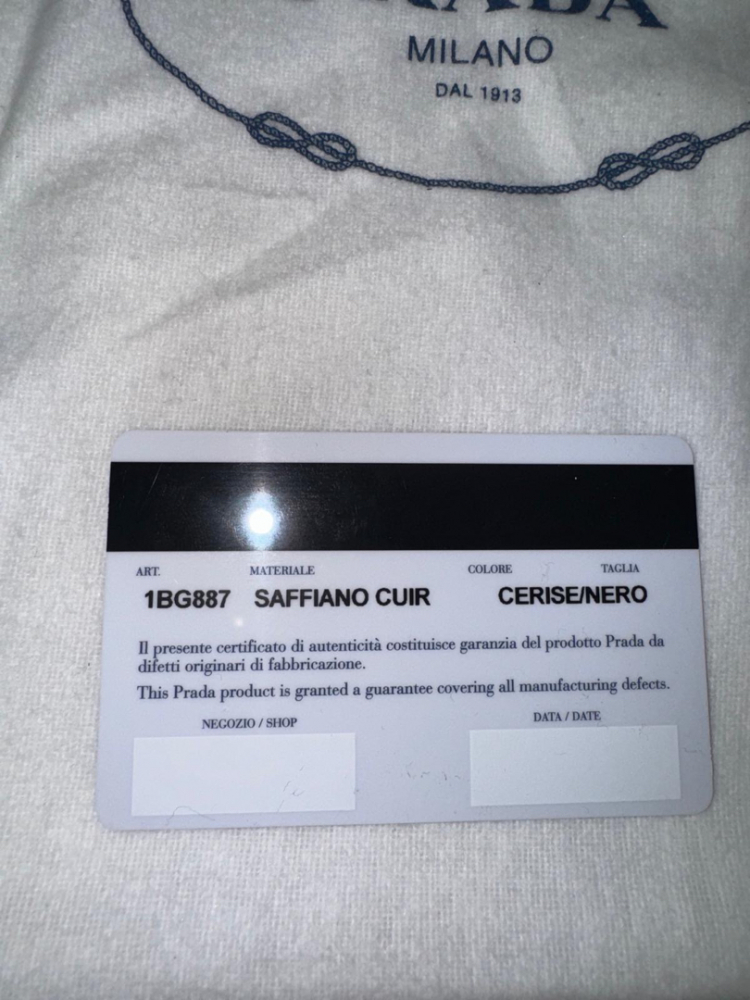 PRADA
MILANO
DAL 1913
ART. MATERIALE COLORE TAGLIA
1BG887 SAFFIANO CUIR CERISE/NERO
Il presente certificato di autenticità costituisce garanzia del prodotto Prada da
difetti originari di fabbricazione.
This Prada product is granted a guarantee covering all manufacturing defects.
NEGOZIO / SHOP DATA / DATE